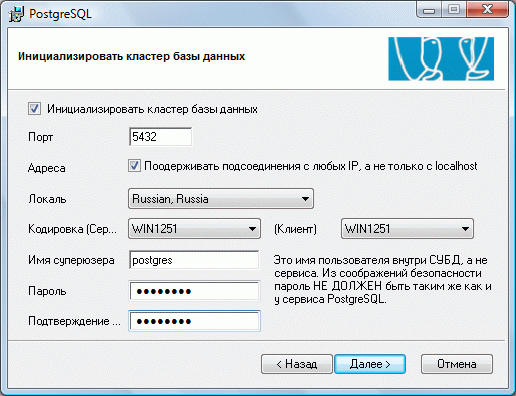 PostgreSQL
Инициализировать кластер базы данных
Инициализировать кластер базы данных
Порт
5432
Адреса
Поодерживать подсоединения с любых IP, а не только с localhost
Локаль
Russian, Russia
Кодировка (Сер...
WIN1251
(Клиент)
WIN1251
Имя суперюзера
postgres
Это имя пользователя внутри СУБД, а не
сервиса. Из соображений безопасности
пароль НЕ ДОЛЖЕН быть таким же как и
у сервиса PostgreSQL.
Пароль
●●●●●●●●
Подтверждение ...
●●●●●●●●
< Назад
Далее >
Отмена